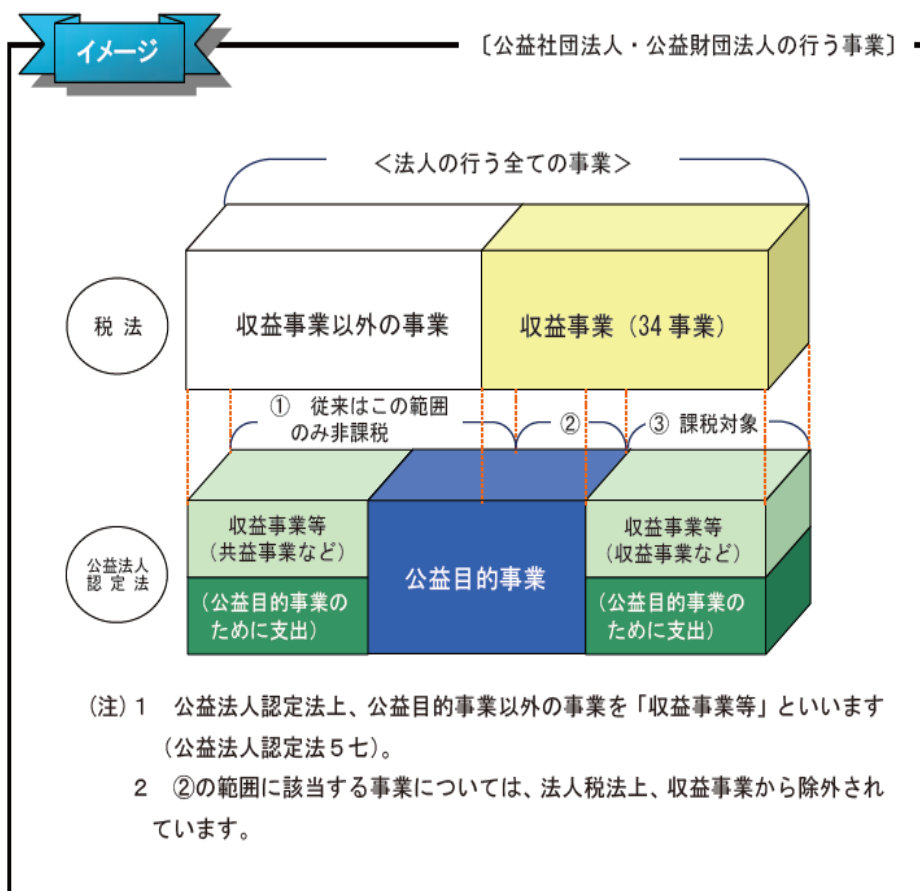 イメージ
〔公益社団法人・公益財団法人の行う事業〕
＜法人の行う全ての事業＞
税 法
収益事業以外の事業
収益事業（34 事業）
① 従来はこの範囲
のみ非課税
②
③ 課税対象
公益法人
認 定 法
収益事業等
（共益事業など）
（公益目的事業の
ために支出）
公益目的事業
収益事業等
（収益事業など）
（公益目的事業の
ために支出）
（注）１ 公益法人認定法上、公益目的事業以外の事業を「収益事業等」といいます
（公益法人認定法５七）。
２ ②の範囲に該当する事業については、法人税法上、収益事業から除外され
ています。